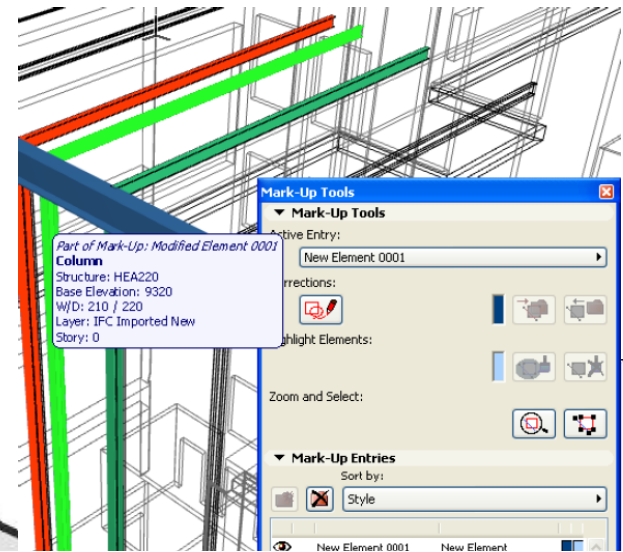 Mark-Up Tools
Mark-Up Tools
Active Entry:
New Element 0001
rrections:
ghlight Elements:
Zoom and Select:
Mark-Up Entries
Sort by:
Style
New Element 0001 New Element
Part of Mark-Up: Modified Element 0001
Column
Structure: HEA220
Base Elevation: 9320
W/D: 210 / 220
Layer: IFC Imported New
Story: 0